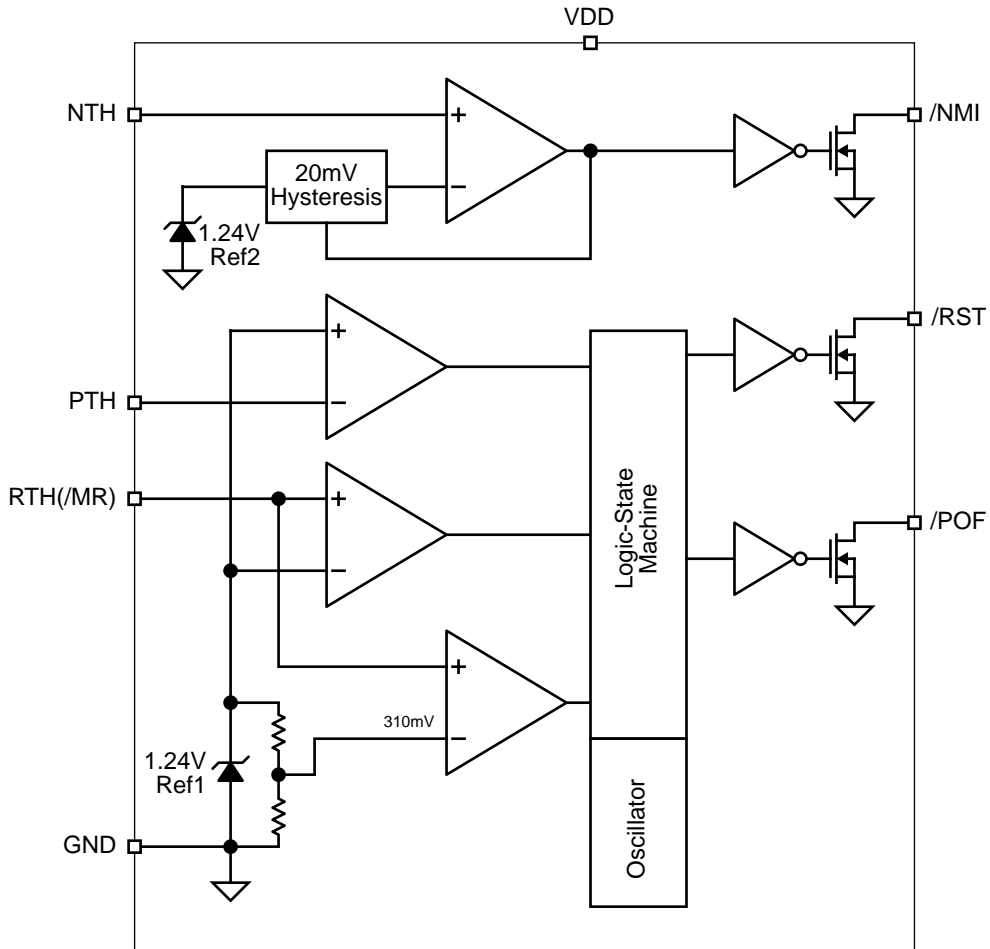 VDD
NTH
+
/NMI
20mV
Hysteresis
−
1.24V
Ref2
+
/RST
PTH
−
RTH(/MR)
+
Logic-State
Machine
/POF
−
+
310mV
−
1.24V
Ref1
Oscillator
GND